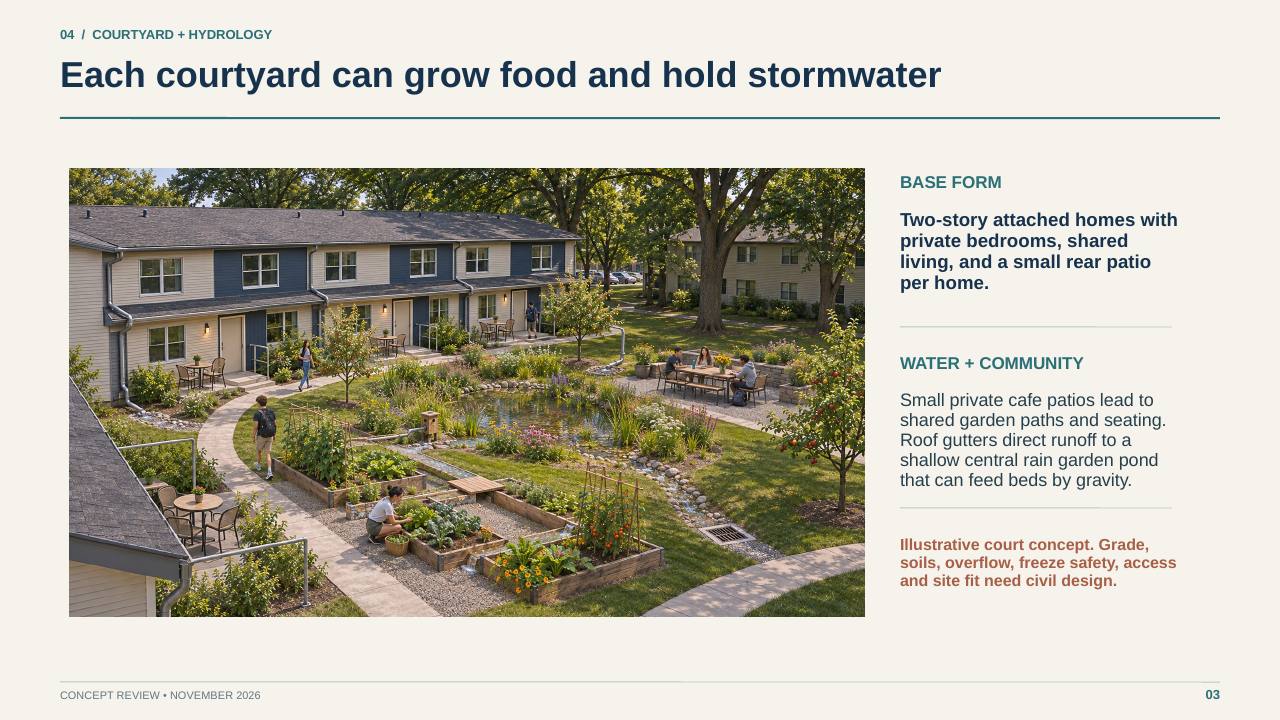 04 / COURTYARD + HYDROLOGY
Each courtyard can grow food and hold stormwater
BASE FORM
Two-story attached homes with
private bedrooms, shared
living, and a small rear patio
per home.
WATER + COMMUNITY
Small private cafe patios lead to
shared garden paths and seating.
Roof gutters direct runoff to a
shallow central rain garden pond
that can feed beds by gravity.
Illustrative court concept. Grade,
soils, overflow, freeze safety, access
and site fit need civil design.
CONCEPT REVIEW • NOVEMBER 2026
03